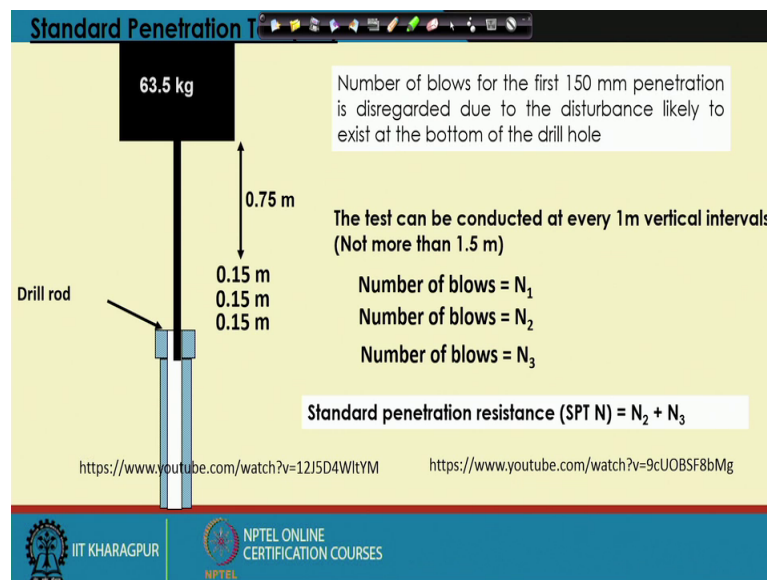 Standard Penetration T
63.5 kg
Number of blows for the first 150 mm penetration
is disregarded due to the disturbance likely to
exist at the bottom of the drill hole
0.75 m
The test can be conducted at every 1m vertical intervals
(Not more than 1.5 m)
0.15 m
0.15 m
0.15 m
Number of blows = N₁
Number of blows = N₂
Number of blows = N₃
Drill rod
Standard penetration resistance (SPT N) = N₂ + N₃
https://www.youtube.com/watch?v=12J5D4WltYM
https://www.youtube.com/watch?v=9cUOBSF8bMg
IIT KHARAGPUR
NPTEL ONLINE
CERTIFICATION COURSES
NPTEL